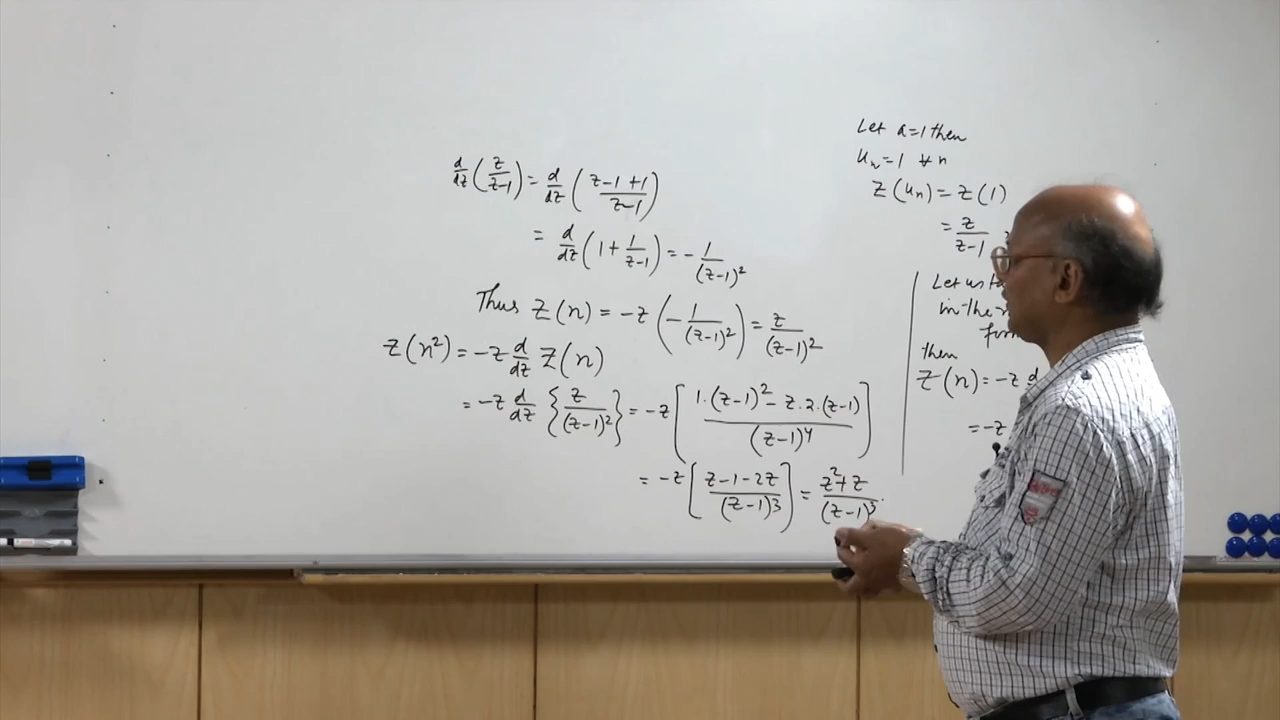 d/dz (z/z-1) = d/dz (z-1+1/z-1)
= d/dz (1 + 1/z-1) = - 1/(z-1)²
Thus Z(n) = -z (- 1/(z-1)²) = z/(z-1)²
Z(n²) = -z d/dz Z(n)
= -z d/dz {z/(z-1)²} = -z [1.(z-1)² - z.2.(z-1)/(z-1)⁴]
= -z [z-1-2z/(z-1)³] = z²+z/(z-1)³.
Let a=1 then
uₙ=1 ∀ n
Z(uₙ) = Z(1)
= z/z-1
Let us
in the
then
Z(n) = -z d
= -z